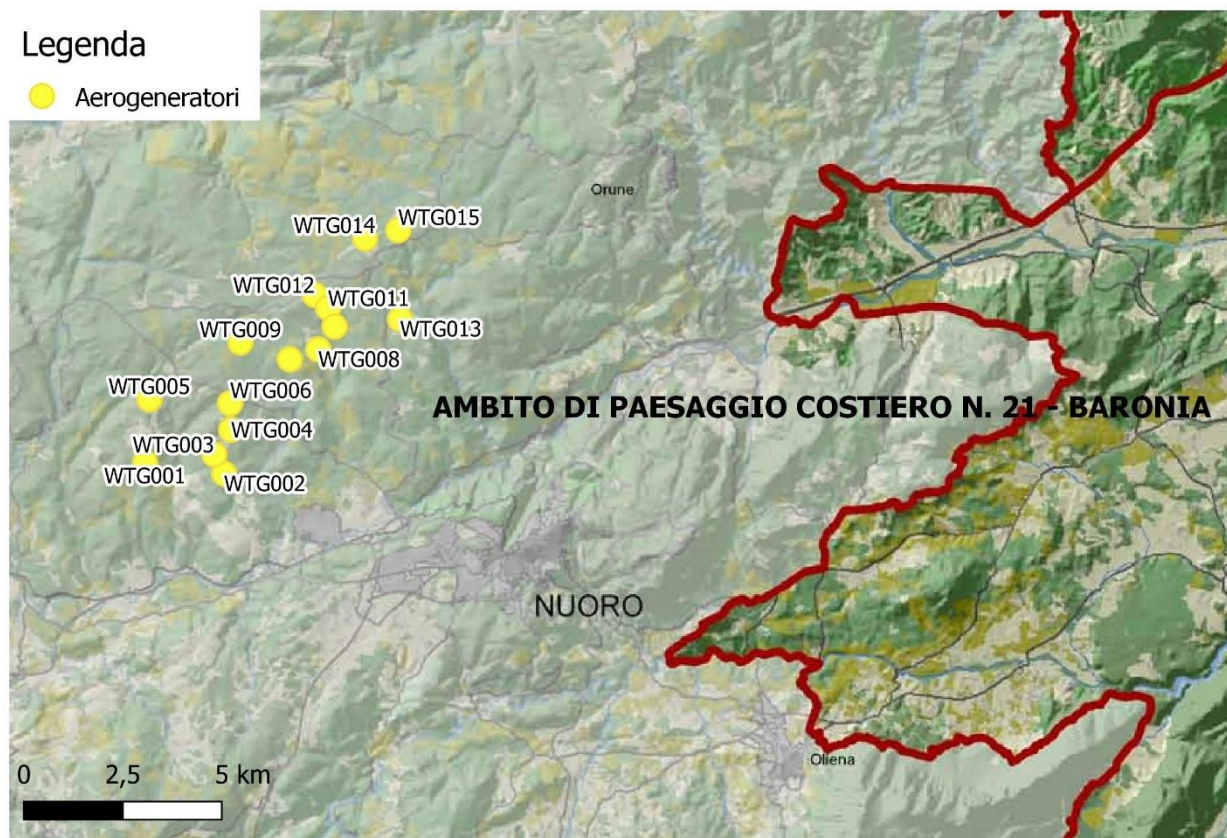 Legenda
Aerogeneratori
Orune
WTG014
WTG015
WTG012
WTG011
WTG009
WTG013
WTG008
WTG005
WTG006
AMBITO DI PAESAGGIO COSTIERO N. 21 - BARONIA
WTG004
WTG003
WTG001
WTG002
NUORO
Oliena
0 2,5 5 km